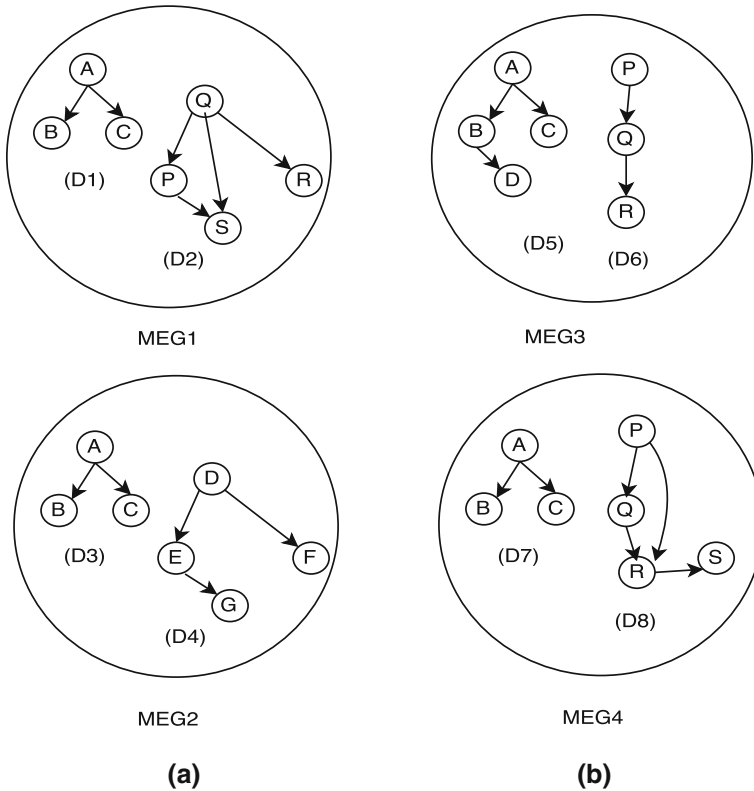 A
B
C
(D1)
Q
P
R
S
(D2)
MEG1
A
B
C
D
(D5)
P
Q
R
(D6)
MEG3
A
B
C
(D3)
D
E
F
G
(D4)
MEG2
A
B
C
(D7)
P
Q
R
S
(D8)
MEG4
(a)
(b)